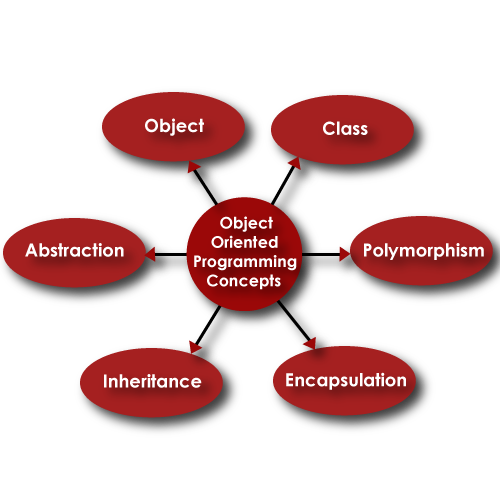 Object
Class
Object
Oriented
Programming
Concepts
Abstraction
Polymorphism
Inheritance
Encapsulation